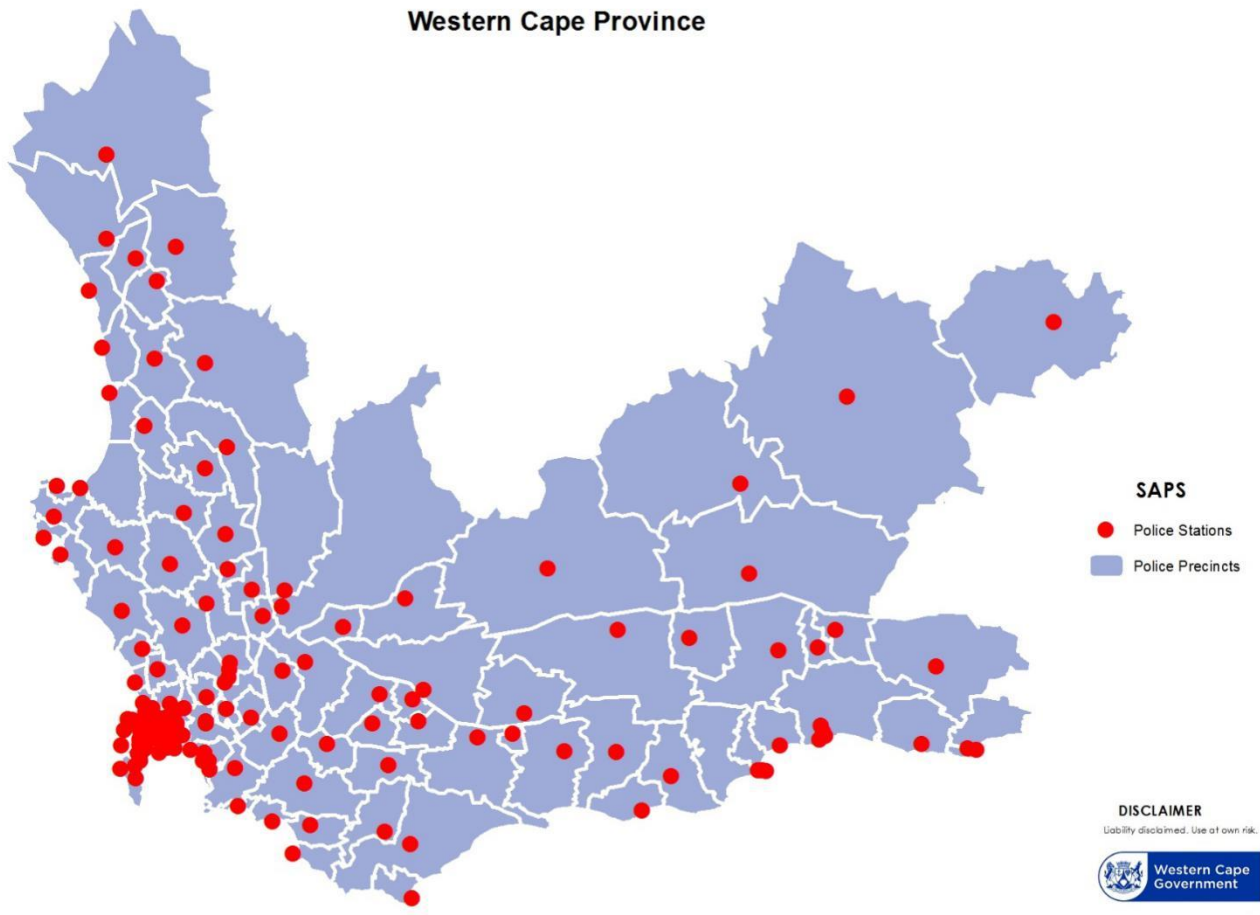 Western Cape Province
SAPS
Police Stations
Police Precincts
DISCLAIMER
Liability disclaimed. Use at own risk.
Western Cape
Government